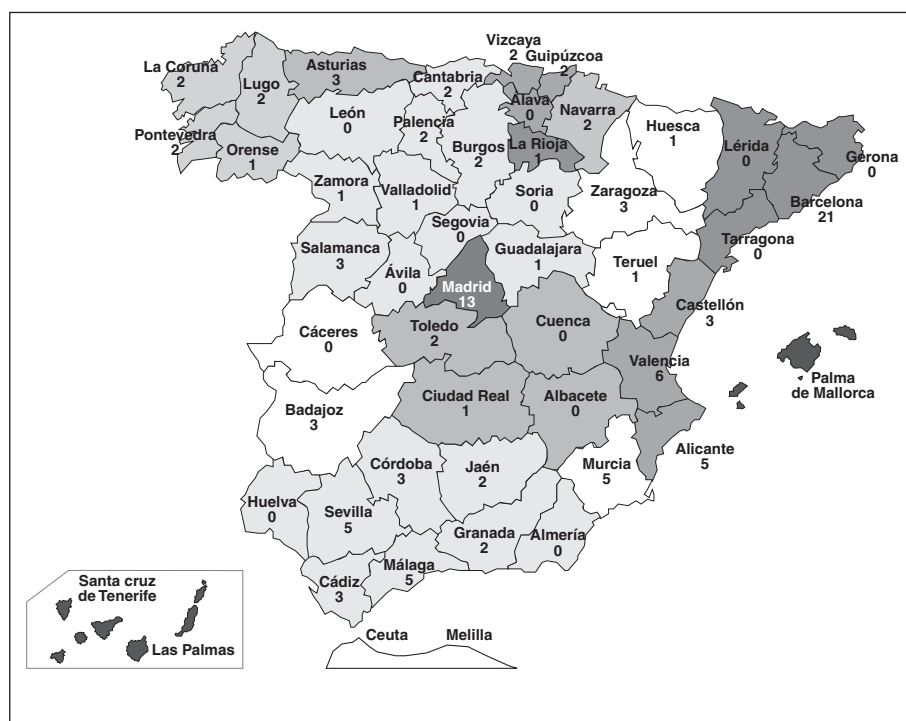 La Coruña
2
Lugo
2
Asturias
3
Cantabria
2
Vizcaya
2
Guipúzcoa
2
Álava
0
Navarra
2
Pontevedra
2
Orense
1
León
0
Palencia
2
Burgos
2
La Rioja
1
Huesca
1
Lérida
0
Gerona
0
Barcelona
21
Zamora
1
Valladolid
1
Soria
0
Zaragoza
3
Tarragona
0
Segovia
0
Salamanca
3
Ávila
0
Guadalajara
1
Teruel
1
Madrid
13
Castellón
3
Cáceres
0
Toledo
2
Cuenca
0
Valencia
6
Palma
de Mallorca
Badajoz
3
Ciudad Real
1
Albacete
0
Alicante
5
Córdoba
3
Jaén
2
Murcia
5
Huelva
0
Sevilla
5
Granada
2
Almería
0
Cádiz
3
Málaga
5
Santa cruz
de Tenerife
Las Palmas
Ceuta
Melilla